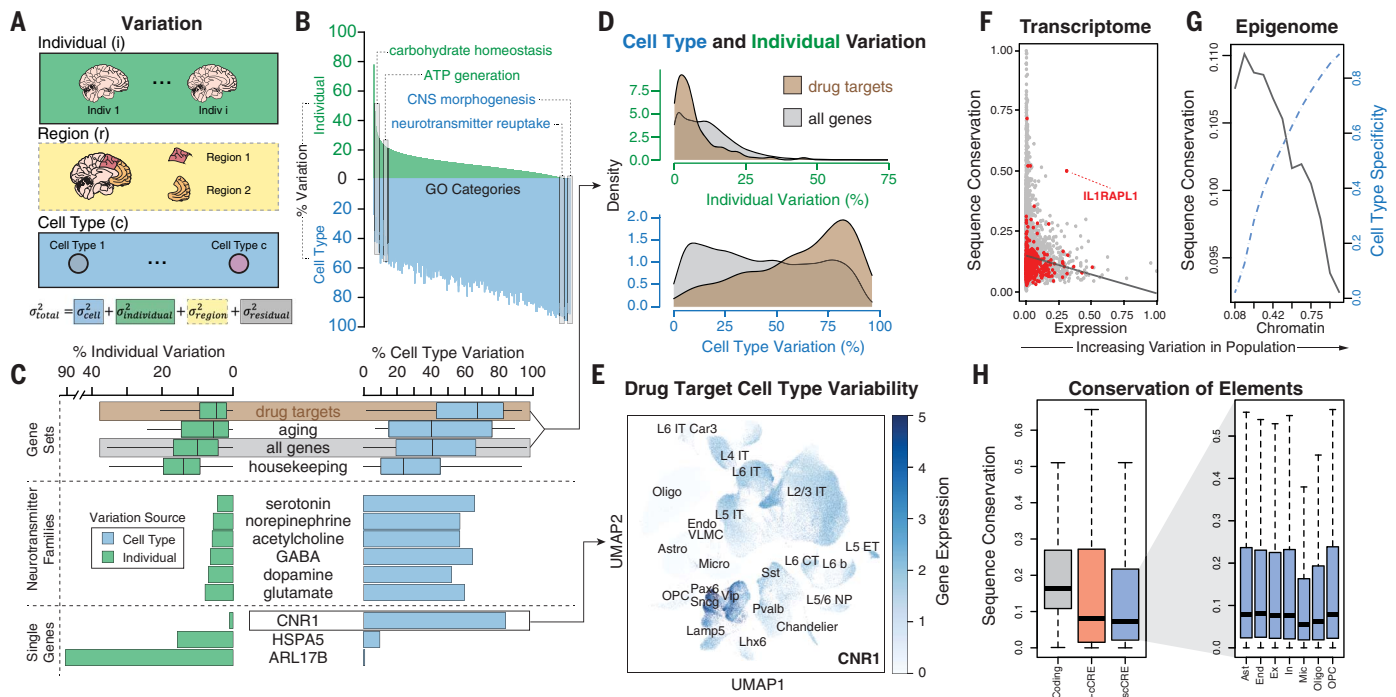 A
Variation
Individual (i)
Indiv 1
...
Indiv i
Region (r)
Region 1
Region 2
Cell Type (c)
Cell Type 1
...
Cell Type c
σ²total = σ²cell + σ²individual + σ²region + σ²residual
B
100
80
60
40
20
0
20
40
60
80
100
% Variation
Individual
Cell Type
carbohydrate homeostasis
ATP generation
CNS morphogenesis
neurotransmitter reuptake
GO Categories
C
% Individual Variation
% Cell Type Variation
90 40 0
0 20 40 60 80 100
Gene Sets
drug targets
aging
all genes
housekeeping
Neurotransmitter Families
serotonin
norepinephrine
acetylcholine
GABA
dopamine
glutamate
Variation Source
Cell Type
Individual
Single Genes
CNR1
HSPA5
ARL17B
D
Cell Type and Individual Variation
drug targets
all genes
7.5
5.0
2.5
0.0
0 25 50 75
Individual Variation (%)
Density
2.0
1.5
1.0
0.5
0.0
0 25 50 75 100
Cell Type Variation (%)
E
Drug Target Cell Type Variability
L6 IT Car3
L4 IT
L6 IT
L2/3 IT
Oligo
L5 IT
Endo
VLMC
Astro
Micro
L5 ET
L6 CT
L6 b
Sst
OPC
Pax6
Sncg
Vip
Pvalb
L5/6 NP
Chandelier
Lamp5
Lhx6
CNR1
UMAP2
UMAP1
Gene Expression
5
4
3
2
1
0
F
Transcriptome
Sequence Conservation
1.00
0.75
0.50
0.25
0.00
IL1RAPL1
0.00 0.25 0.50 0.75 1.00
Expression
G
Epigenome
Sequence Conservation
0.110
0.105
0.100
0.095
Cell Type Specificity
0.8
0.6
0.4
0.2
0.0
0.08 0.42 0.75
Chromatin
Increasing Variation in Population
H
Conservation of Elements
Sequence Conservation
0.6
0.5
0.4
0.3
0.2
0.1
0.0
Coding
scCRE
0.5
0.4
0.3
0.2
0.1
0.0
Ast
End
Ex
In
Mic
Oligo
OPC